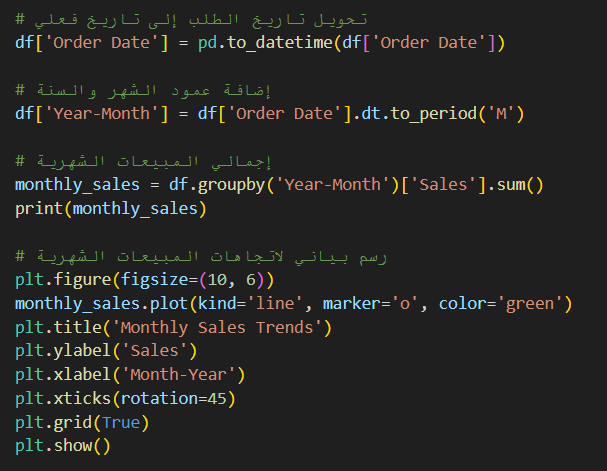 # تحويل تاريخ الطلب إلى تاريخ فعلي
df['Order Date'] = pd.to_datetime(df['Order Date'])
# إضافة عمود الشهر والسنة
df['Year-Month'] = df['Order Date'].dt.to_period('M')
# إجمالي المبيعات الشهرية
monthly_sales = df.groupby('Year-Month')['Sales'].sum()
print(monthly_sales)
# رسم بياني لاتجاهات المبيعات الشهرية
plt.figure(figsize=(10, 6))
monthly_sales.plot(kind='line', marker='o', color='green')
plt.title('Monthly Sales Trends')
plt.ylabel('Sales')
plt.xlabel('Month-Year')
plt.xticks(rotation=45)
plt.grid(True)
plt.show()